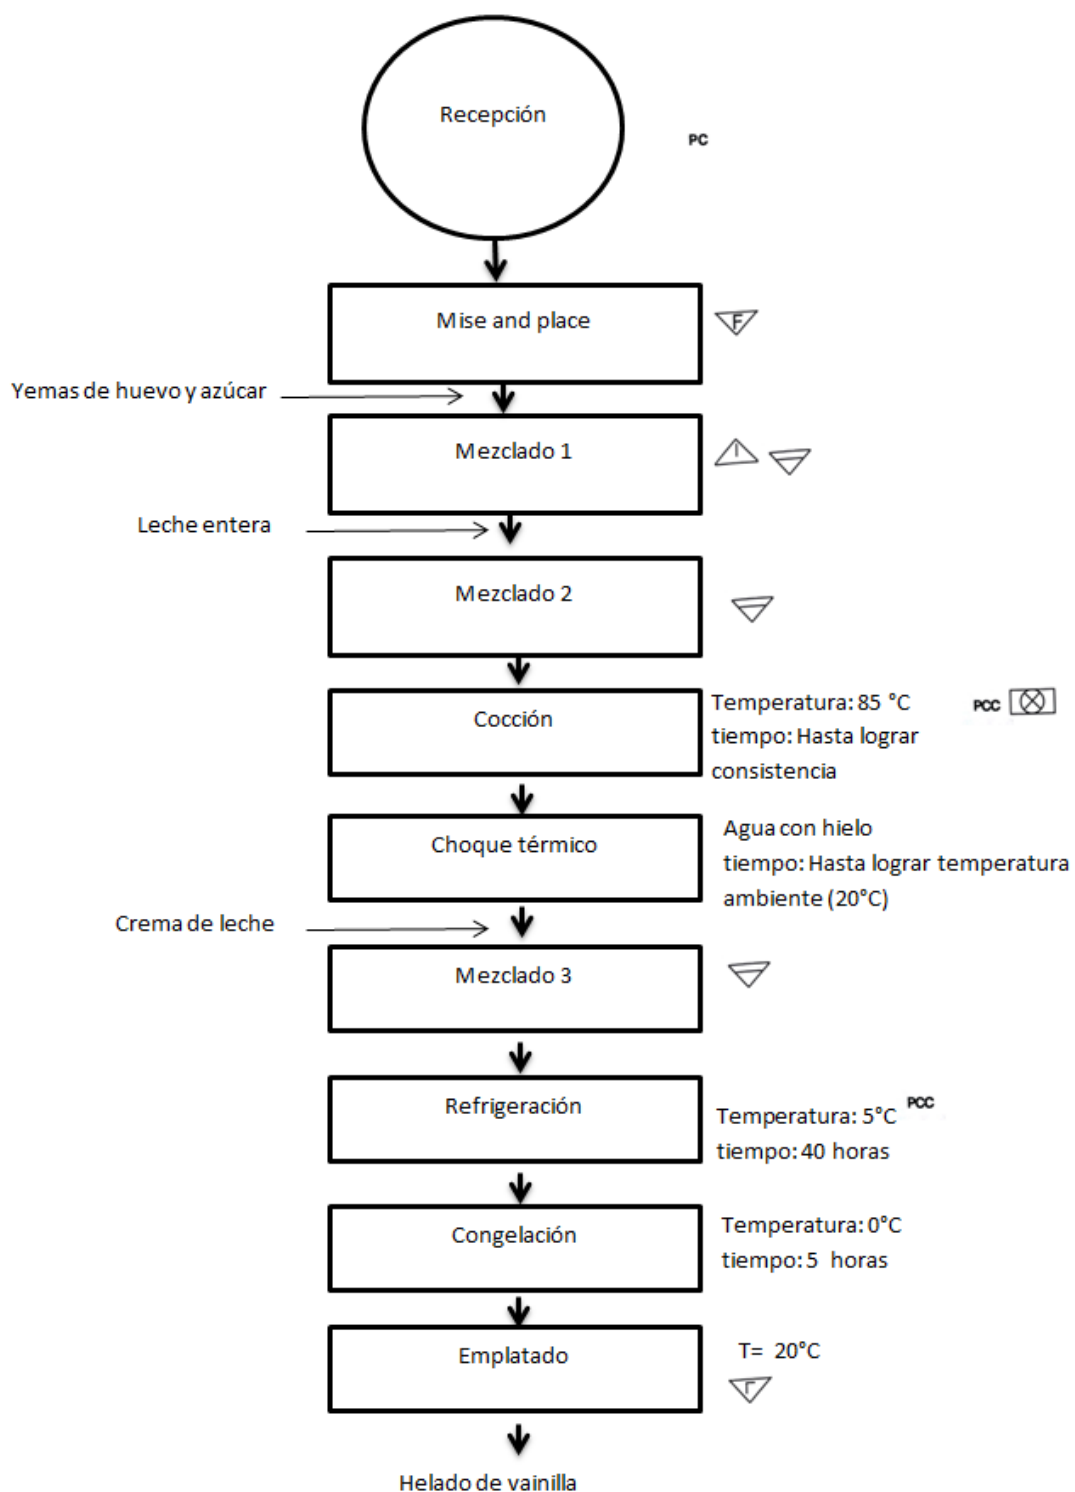 Recepción
PC
Mise and place
F
Yemas de huevo y azúcar
Mezclado 1
I
Leche entera
Mezclado 2
Cocción
Temperatura: 85 °C
tiempo: Hasta lograr
consistencia
PCC
Choque térmico
Agua con hielo
tiempo: Hasta lograr temperatura
ambiente (20°C)
Crema de leche
Mezclado 3
Refrigeración
Temperatura: 5°C
PCC
tiempo: 40 horas
Congelación
Temperatura: 0°C
tiempo: 5 horas
Emplatado
T= 20°C
Helado de vainilla